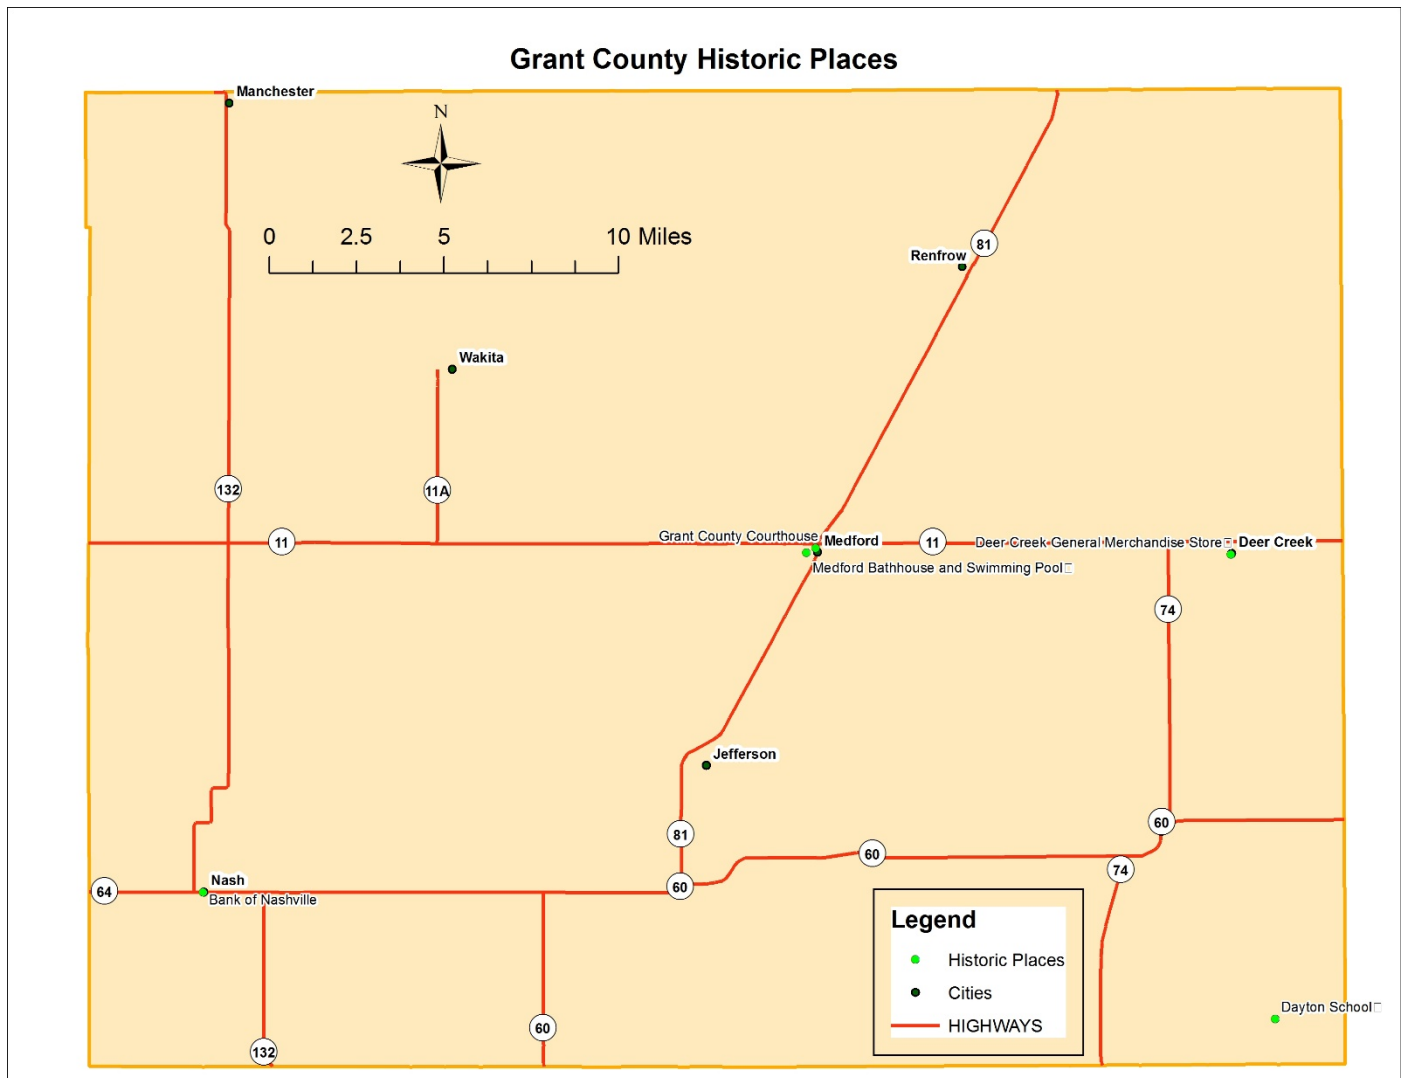 Grant County Historic Places
Manchester
N
0 2.5 5 10 Miles
81
Renfrow
Wakita
132
11A
11
Grant County Courthouse
Medford
11
Deer Creek General Merchandise Store
Deer Creek
Medford Bathhouse and Swimming Pool
74
Jefferson
60
81
60
74
Nash
60
64
Bank of Nashville
Legend
Historic Places
Cities
HIGHWAYS
Dayton School
60
132